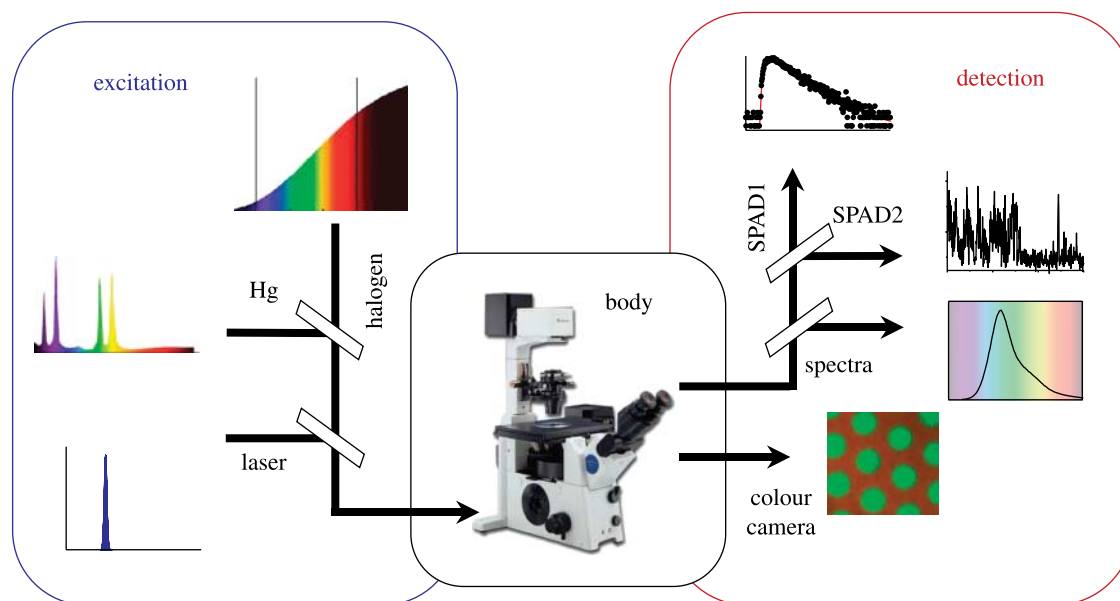 excitation
detection
SPAD1
SPAD2
Hg
halogen
body
spectra
laser
colour
camera